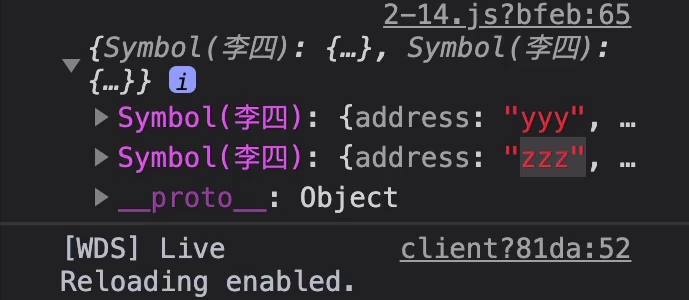 2-14.js?bfeb:65
{Symbol(李四): {…}, Symbol(李四):
{…}} i
Symbol(李四): {address: "yyy", …
Symbol(李四): {address: "zzz", …
__proto__: Object
[WDS] Live client?81da:52
Reloading enabled.